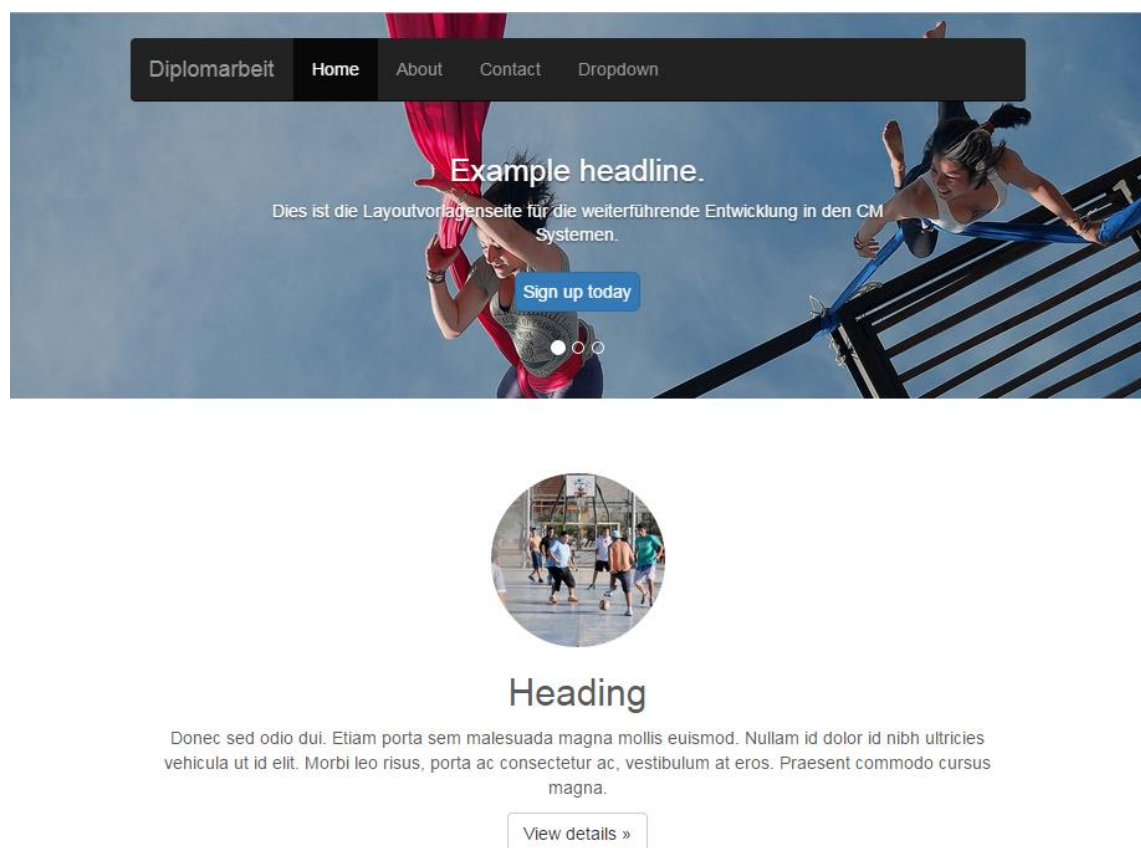 Diplomarbeit Home About Contact Dropdown
Example headline.
Dies ist die Layoutvorlagenseite für die weiterführende Entwicklung in den CM
Systemen.
Sign up today
Heading
Donec sed odio dui. Etiam porta sem malesuada magna mollis euismod. Nullam id dolor id nibh ultricies
vehicula ut id elit. Morbi leo risus, porta ac consectetur ac, vestibulum at eros. Praesent commodo cursus
magna.
View details »